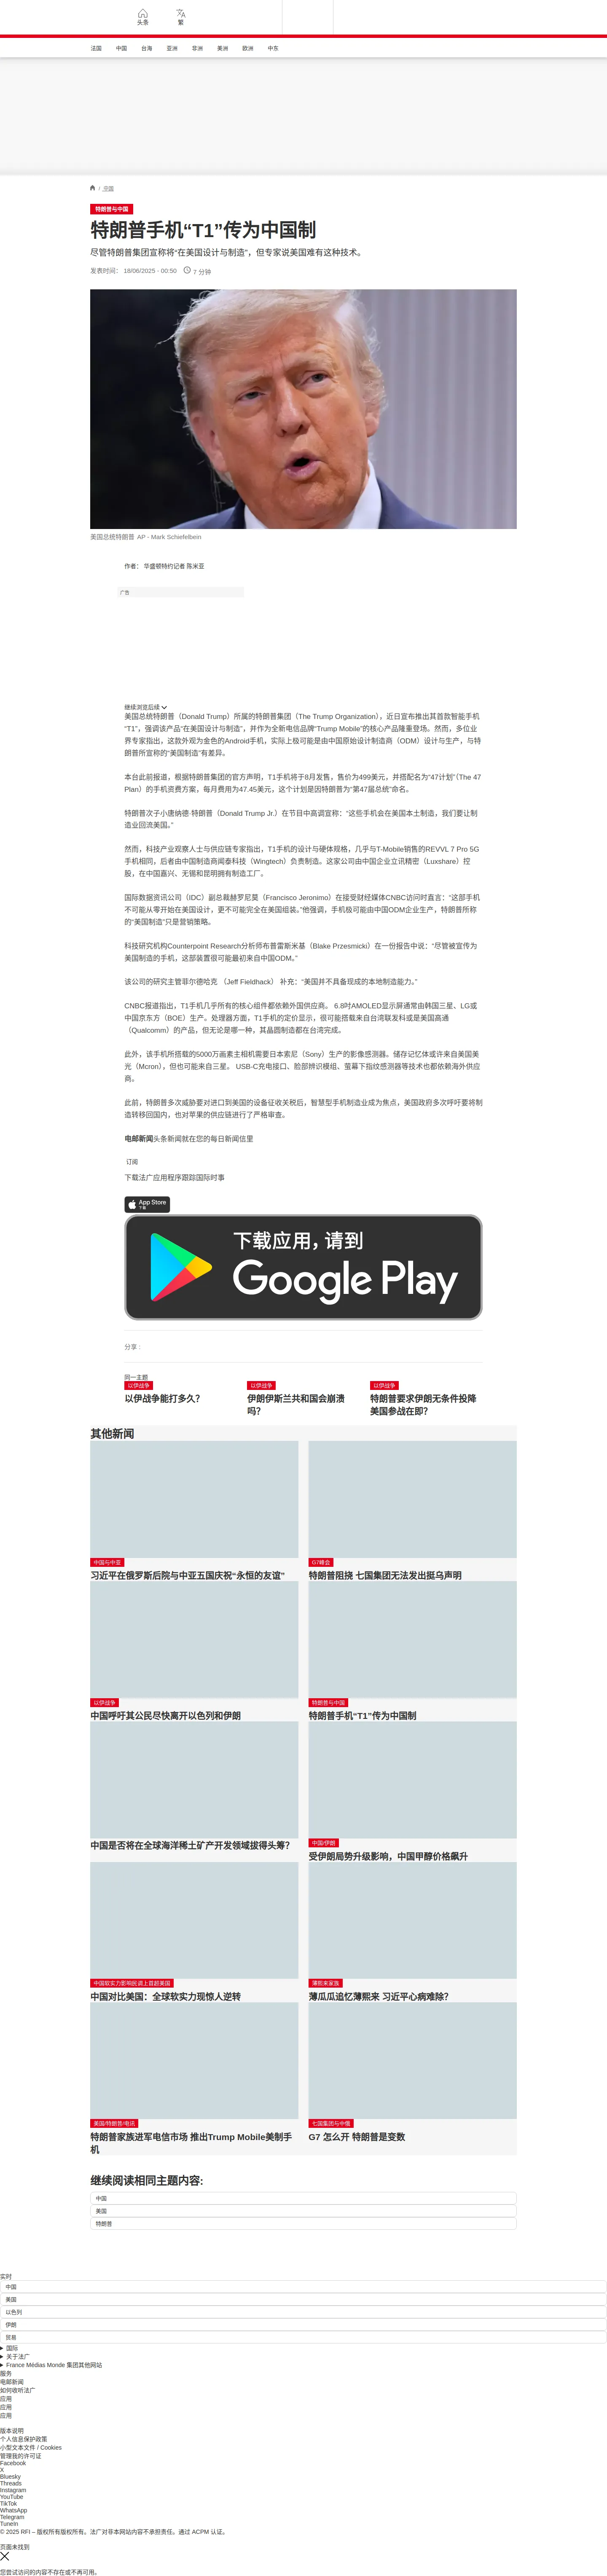 头条
繁
法国 中国 台海 亚洲 非洲 美洲 欧洲 中东
/ 中国
特朗普与中国
特朗普手机“T1”传为中国制
尽管特朗普集团宣称将“在美国设计与制造”，但专家说美国难有这种技术。
发表时间： 18/06/2025 - 00:50 7 分钟
美国总统特朗普 AP - Mark Schiefelbein
作者： 华盛顿特约记者 陈米亚
广告
继续浏览后续
美国总统特朗普（Donald Trump）所属的特朗普集团（The Trump Organization），近日宣布推出其首款智能手机
“T1”，强调该产品“在美国设计与制造”，并作为全新电信品牌“Trump Mobile”的核心产品隆重登场。然而，多位业
界专家指出，这款外观为金色的Android手机，实际上极可能是由中国原始设计制造商（ODM）设计与生产，与特
朗普所宣称的“美国制造”有差异。
本台此前报道，根据特朗普集团的官方声明，T1手机将于8月发售，售价为499美元，并搭配名为“47计划”（The 47
Plan）的手机资费方案，每月费用为47.45美元，这个计划是因特朗普为“第47届总统”命名。
特朗普次子小唐纳德·特朗普（Donald Trump Jr.）在节目中高调宣称：“这些手机会在美国本土制造，我们要让制
造业回流美国。”
然而，科技产业观察人士与供应链专家指出，T1手机的设计与硬体规格，几乎与T-Mobile销售的REVVL 7 Pro 5G
手机相同，后者由中国制造商闻泰科技（Wingtech）负责制造。这家公司由中国企业立讯精密（Luxshare）控
股，在中国嘉兴、无锡和昆明拥有制造工厂。
国际数据资讯公司（IDC）副总裁赫罗尼莫（Francisco Jeronimo）在接受财经媒体CNBC访问时直言：“这部手机
不可能从零开始在美国设计，更不可能完全在美国组装。”他强调，手机极可能由中国ODM企业生产，特朗普所称
的“美国制造”只是营销策略。
科技研究机构Counterpoint Research分析师布普雷斯米基（Blake Przesmicki）在一份报告中说：“尽管被宣传为
美国制造的手机，这部装置很可能最初来自中国ODM。”
该公司的研究主管菲尔德哈克 （Jeff Fieldhack） 补充：“美国并不具备现成的本地制造能力。”
CNBC报道指出，T1手机几乎所有的核心组件都依赖外国供应商。 6.8吋AMOLED显示屏通常由韩国三星、LG或
中国京东方（BOE）生产。处理器方面，T1手机的定价显示，很可能搭载来自台湾联发科或是美国高通
（Qualcomm）的产品，但无论是哪一种，其晶圆制造都在台湾完成。
此外，该手机所搭载的5000万画素主相机需要日本索尼（Sony）生产的影像感测器。储存记忆体或许来自美国美
光（Mcron），但也可能来自三星。 USB-C充电接口、脸部辨识模组、萤幕下指纹感测器等技术也都依赖海外供应
商。
此前，特朗普多次威胁要对进口到美国的设备征收关税后，智慧型手机制造业成为焦点，美国政府多次呼吁要将制
造转移回国内，也对苹果的供应链进行了严格审查。
电邮新闻头条新闻就在您的每日新闻信里
订阅
下载法广应用程序跟踪国际时事
App Store
下载
下载应用，请到
Google Play
分享 :
同一主题
以伊战争
以伊战争能打多久？
以伊战争
伊朗伊斯兰共和国会崩溃
吗？
以伊战争
特朗普要求伊朗无条件投降
美国参战在即？
其他新闻
中国与中亚
习近平在俄罗斯后院与中亚五国庆祝“永恒的友谊”
G7峰会
特朗普阻挠 七国集团无法发出挺乌声明
以伊战争
中国呼吁其公民尽快离开以色列和伊朗
特朗普与中国
特朗普手机“T1”传为中国制
中国是否将在全球海洋稀土矿产开发领域拔得头筹？
中国/伊朗
受伊朗局势升级影响，中国甲醇价格飙升
中国软实力影响民调上首超美国
中国对比美国：全球软实力现惊人逆转
薄熙来家族
薄瓜瓜追忆薄熙来 习近平心病难除？
美国/特朗普/电讯
特朗普家族进军电信市场 推出Trump Mobile美制手
机
七国集团与中俄
G7 怎么开 特朗普是变数
继续阅读相同主题内容:
中国
美国
特朗普
实时
中国
美国
以色列
伊朗
贸易
国际
关于法广
France Médias Monde 集团其他网站
服务
电邮新闻
如何收听法广
应用
应用
应用
版本说明
个人信息保护政策
小型文本文件 / Cookies
管理我的许可证
Facebook
X
Bluesky
Threads
Instagram
YouTube
TikTok
WhatsApp
Telegram
TuneIn
© 2025 RFI – 版权所有版权所有。法广对非本网站内容不承担责任。通过 ACPM 认证。
页面未找到
您尝试访问的内容不存在或不再可用。